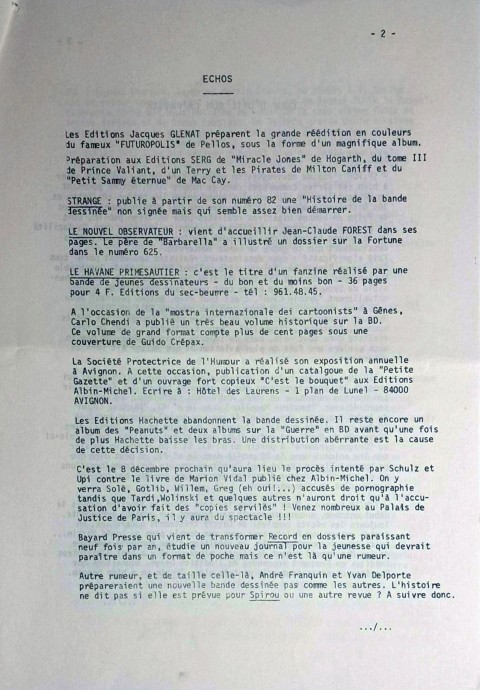 - 2 -
ECHOS
Les Editions Jacques GLENAT préparent la grande réédition en couleurs
du fameux "FUTUROPOLIS" de Pellos, sous la forme d'un magnifique album.
Préparation aux Editions SERG de "Miracle Jones" de Hogarth, du tome III
de Prince Valiant, d'un Terry et les Pirates de Milton Caniff et du
"Petit Sammy éternue" de Mac Cay.
STRANGE : publie à partir de son numéro 82 une "Histoire de la bande
dessinée" non signée mais qui semble assez bien démarrer.
LE NOUVEL OBSERVATEUR : vient d'accueillir Jean-Claude FOREST dans ses
pages. Le père de "Barbarella" a illustré un dossier sur la Fortune
dans le numéro 625.
LE HAVANE PRIMESAUTIER : c'est le titre d'un fanzine réalisé par une
bande de jeunes dessinateurs - du bon et du moins bon - 36 pages
pour 4 F. Editions du sec-beurre - tél : 961.48.45.
A l'occasion de la "mostra internazionale dei cartoonists" à Gênes,
Carlo Chendi a publié un très beau volume historique sur la BD.
Ce volume de grand format compte plus de cent pages sous une
couverture de Guido Crépax.
La Société Protectrice de l'Humour a réalisé son exposition annuelle
à Avignon. A cette occasion, publication d'un catalgoue de la "Petite
Gazette" et d'un ouvrage fort copieux "C'est le bouquet" aux Editions
Albin-Michel. Ecrire à : Hôtel des Laurens - 1 plan de Lunel - 84000
AVIGNON.
Les Editions Hachette abandonnent la bande dessinée. Il reste encore un
album des "Peanuts" et deux albums sur la "Guerre" en BD avant qu'une fois
de plus Hachette baisse les bras. Une distribution abérrante est la cause
de cette décision.
C'est le 8 décembre prochain qu'aura lieu le procès intenté par Schulz et
Upi contre le livre de Marion Vidal publié chez Albin-Michel. On y
verra Solé, Gotlib, Willem, Greg (eh oui!...) accusés de pornographie
tandis que Tardi,Wolinski et quelques autres n'auront droit qu'à l'accu-
sation d'avoir fait des "copies serviles" ! Venez nombreux au Palais de
Justice de Paris, il y aura du spectacle !!!
Bayard Presse qui vient de transformer Record en dossiers paraissant
neuf fois par an, étudie un nouveau journal pour la jeunesse qui devrait
paraître dans un format de poche mais ce n'est là qu'une rumeur.
Autre rumeur, et de taille celle-là, André Franquin et Yvan Delporte
prépareraient une nouvelle bande dessinée pas comme les autres. L'histoire
ne dit pas si elle est prévue pour Spirou ou une autre revue ? A suivre donc.
.../...